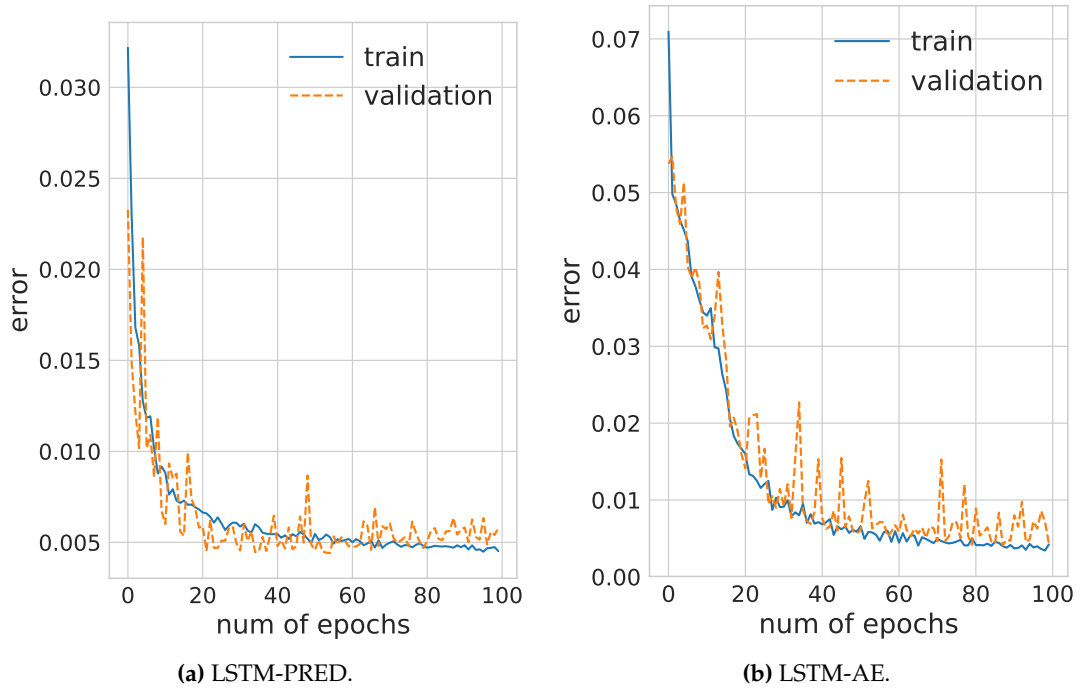 train
validation
0.030
0.025
0.020
0.015
0.010
0.005
error
0 20 40 60 80 100
num of epochs
(a) LSTM-PRED.
train
validation
0.07
0.06
0.05
0.04
0.03
0.02
0.01
0.00
error
0 20 40 60 80 100
num of epochs
(b) LSTM-AE.